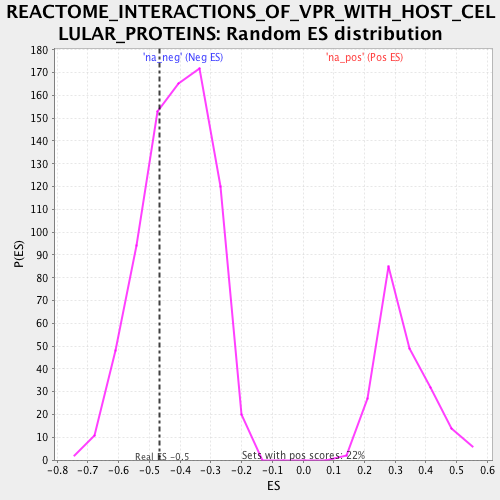 REACTOME_INTERACTIONS_OF_VPR_WITH_HOST_CEL
LULAR_PROTEINS: Random ES distribution
'na_neg' (Neg ES)
'na_pos' (Pos ES)
180
170
160
150
140
130
120
110
100
90
80
70
60
50
40
30
20
10
0
P(ES)
Real ES -0.5
Sets with pos scores: 22%
-0.8 -0.7 -0.6 -0.5 -0.4 -0.3 -0.2 -0.1 0.0 0.1 0.2 0.3 0.4 0.5 0.6
ES